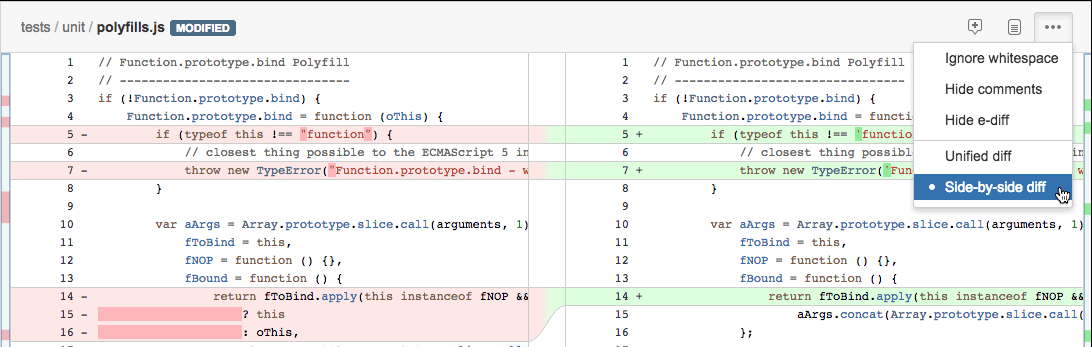 tests / unit / polyfills.js MODIFIED
1 // Function.prototype.bind Polyfill
2 // --------------------------------
3 if (!Function.prototype.bind) {
4 Function.prototype.bind = function (oThis) {
5 - if (typeof this !== "function") {
6 // closest thing possible to the ECMAScript 5 in
7 - throw new TypeError("Function.prototype.bind - w
8 }
9
10 var aArgs = Array.prototype.slice.call(arguments, 1)
11 fToBind = this,
12 fNOP = function () {},
13 fBound = function () {
14 - return fToBind.apply(this instanceof fNOP &&
15 - ? this
16 - : oThis,
1 // Function.prototype.bind Polyfill
2 // --------------------------------
3 if (!Function.prototype.bind) {
4 Function.prototype.bind = functi
5 + if (typeof this !== 'functio
6 // closest thing possib
7 + throw new TypeError('Fu
8 }
9
10 var aArgs = Array.prototype.slice.call(arguments, 1)
11 fToBind = this,
12 fNOP = function () {},
13 fBound = function () {
14 + return fToBind.apply(this instanceof fNOP &&
15 aArgs.concat(Array.prototype.slice.call(
16 };
Ignore whitespace
Hide comments
Hide e-diff
Unified diff
Side-by-side diff